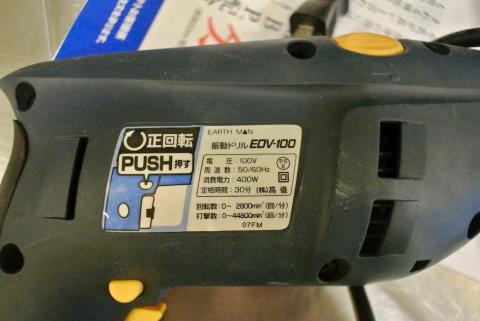 正回転
PUSH 押す
EARTH MAN
振動ドリル EDV-100
電圧:100V
周波数:50/60Hz
消費電力:400W
定格時間:30分 (株)髙儀
回転数:0~2800min⁻¹(回/分)
打撃数:0~44800min⁻¹(回/分)
07FM